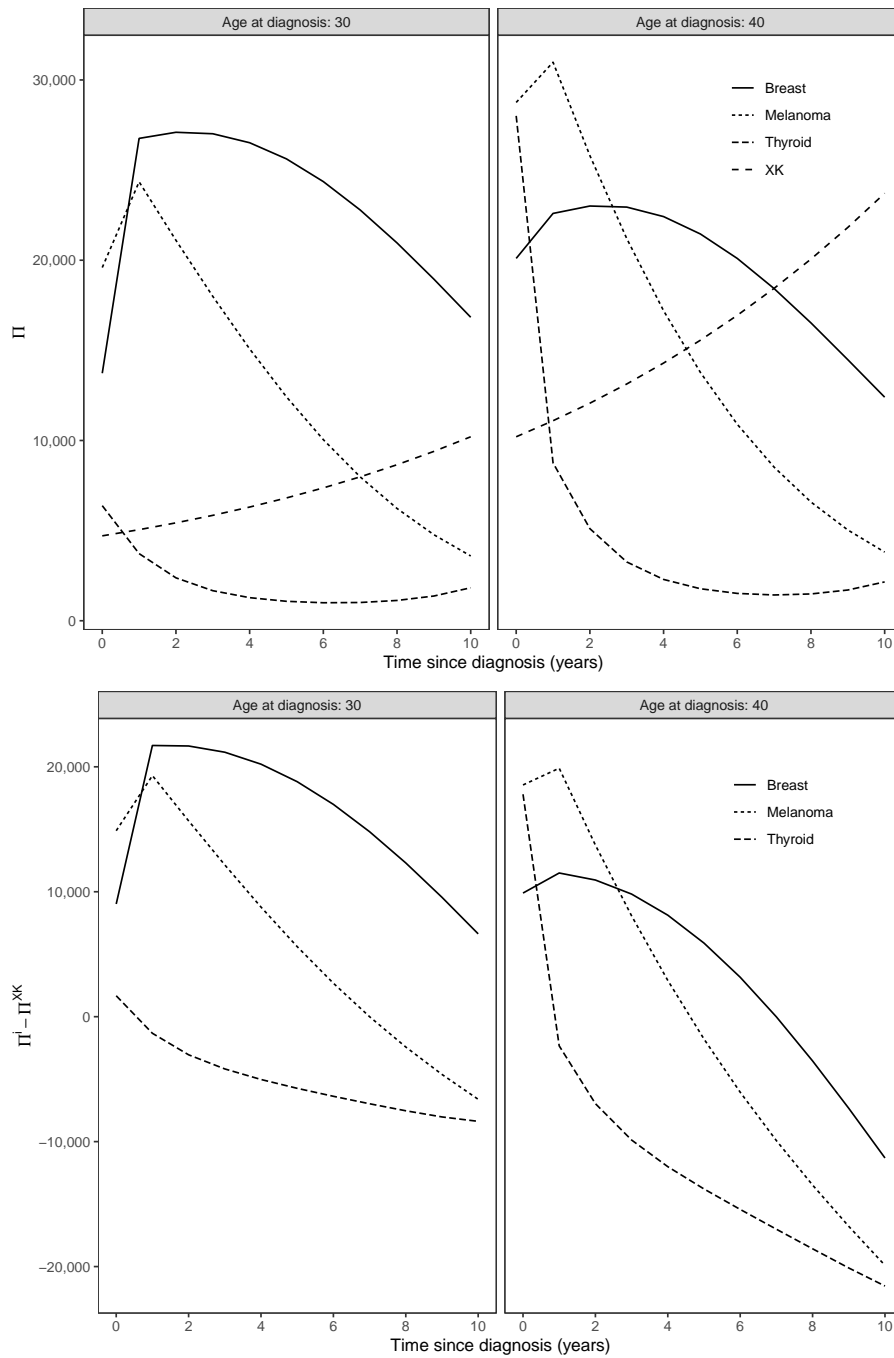 Age at diagnosis: 30
Age at diagnosis: 40
30,000
20,000
10,000
0
Π
Breast
Melanoma
Thyroid
XK
0 2 4 6 8 10
0 2 4 6 8 10
Time since diagnosis (years)
Age at diagnosis: 30
Age at diagnosis: 40
20,000
10,000
0
−10,000
−20,000
Πⁱ − Πˣᴷ
Breast
Melanoma
Thyroid
0 2 4 6 8 10
0 2 4 6 8 10
Time since diagnosis (years)